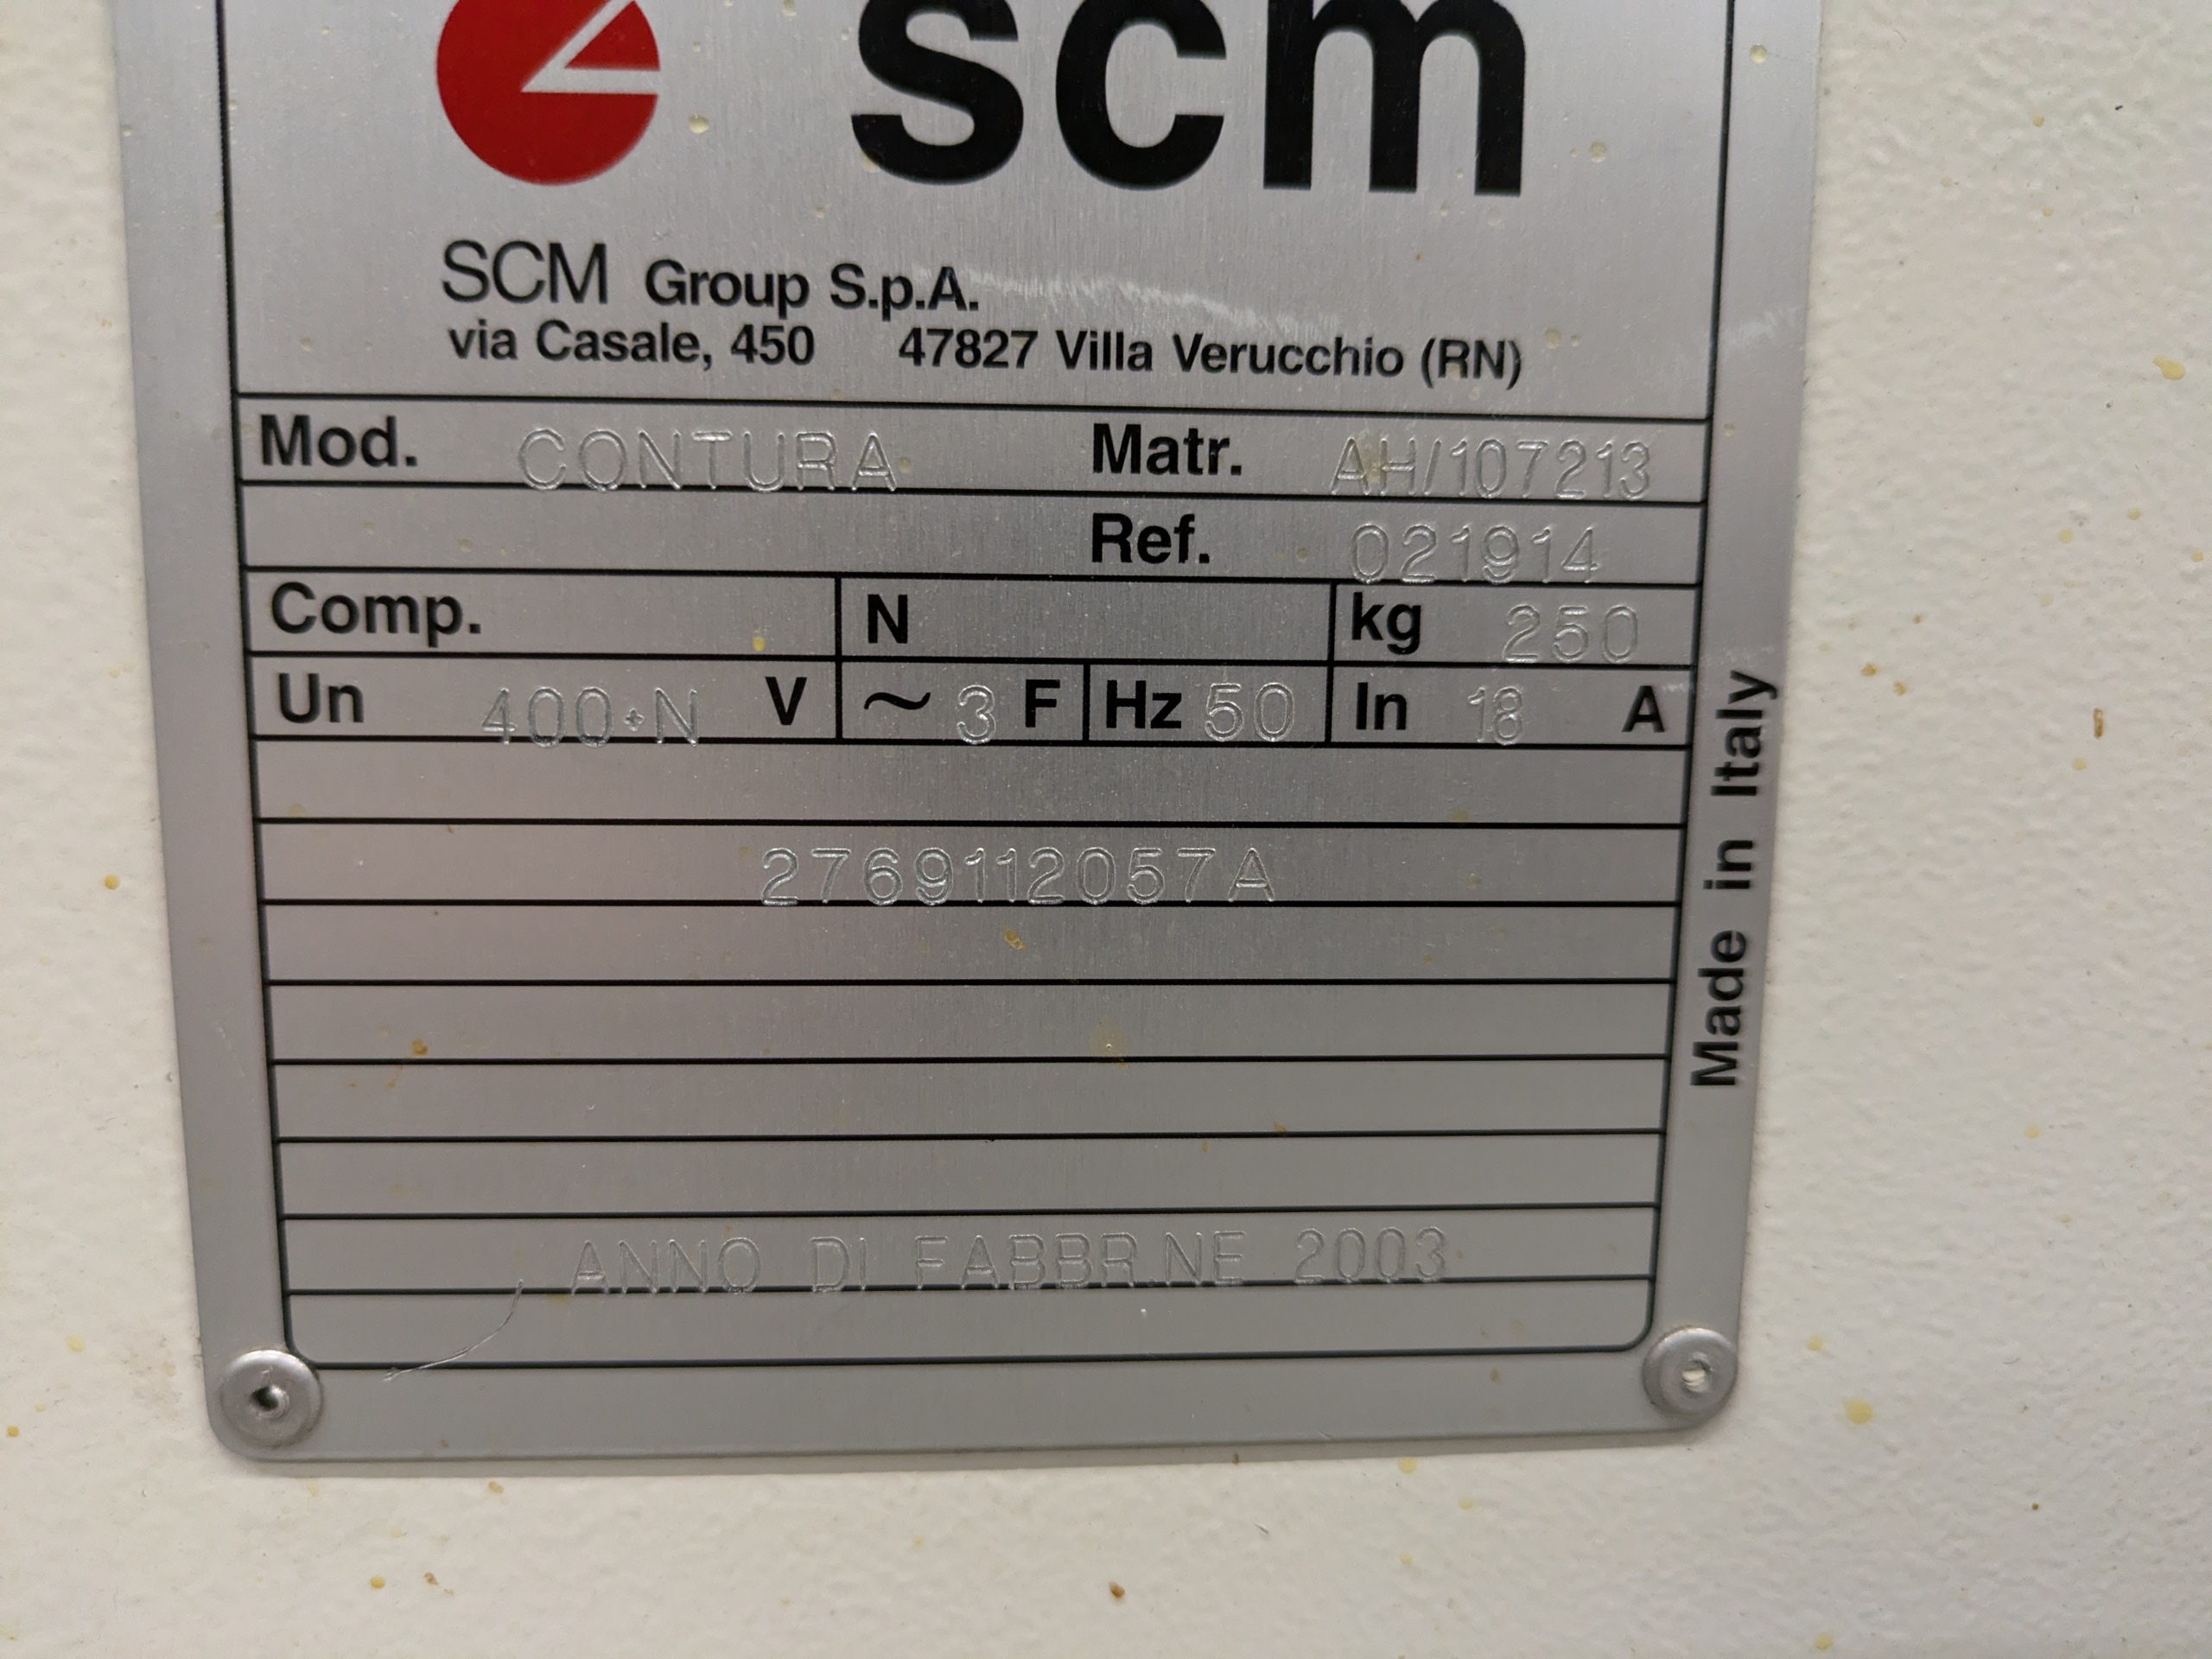 scm
SCM Group S.p.A.
via Casale, 450 47827 Villa Verucchio (RN)
Mod. CONTURA Matr. AH/107213
Ref. 021914
Comp. N kg 250
Un 400+N V ~ 3 F Hz 50 In 18 A
2769112057A
ANNO DI FABBR.NE 2003
Made in Italy